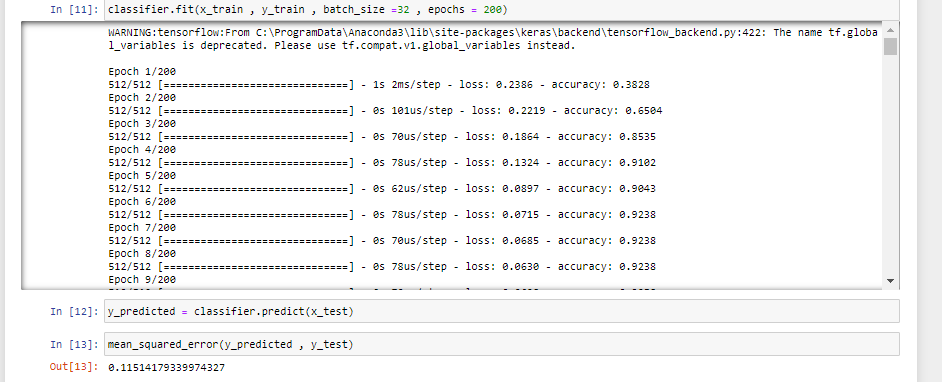 In [11]: classifier.fit(x_train , y_train , batch_size =32 , epochs = 200)
WARNING:tensorflow:From C:\ProgramData\Anaconda3\lib\site-packages\keras\backend\tensorflow_backend.py:422: The name tf.globa
l_variables is deprecated. Please use tf.compat.v1.global_variables instead.
Epoch 1/200
512/512 [==============================] - 1s 2ms/step - loss: 0.2386 - accuracy: 0.3828
Epoch 2/200
512/512 [==============================] - 0s 101us/step - loss: 0.2219 - accuracy: 0.6504
Epoch 3/200
512/512 [==============================] - 0s 70us/step - loss: 0.1864 - accuracy: 0.8535
Epoch 4/200
512/512 [==============================] - 0s 78us/step - loss: 0.1324 - accuracy: 0.9102
Epoch 5/200
512/512 [==============================] - 0s 62us/step - loss: 0.0897 - accuracy: 0.9043
Epoch 6/200
512/512 [==============================] - 0s 78us/step - loss: 0.0715 - accuracy: 0.9238
Epoch 7/200
512/512 [==============================] - 0s 70us/step - loss: 0.0685 - accuracy: 0.9238
Epoch 8/200
512/512 [==============================] - 0s 78us/step - loss: 0.0630 - accuracy: 0.9238
Epoch 9/200
In [12]: y_predicted = classifier.predict(x_test)
In [13]: mean_squared_error(y_predicted , y_test)
Out[13]: 0.11514179339974327